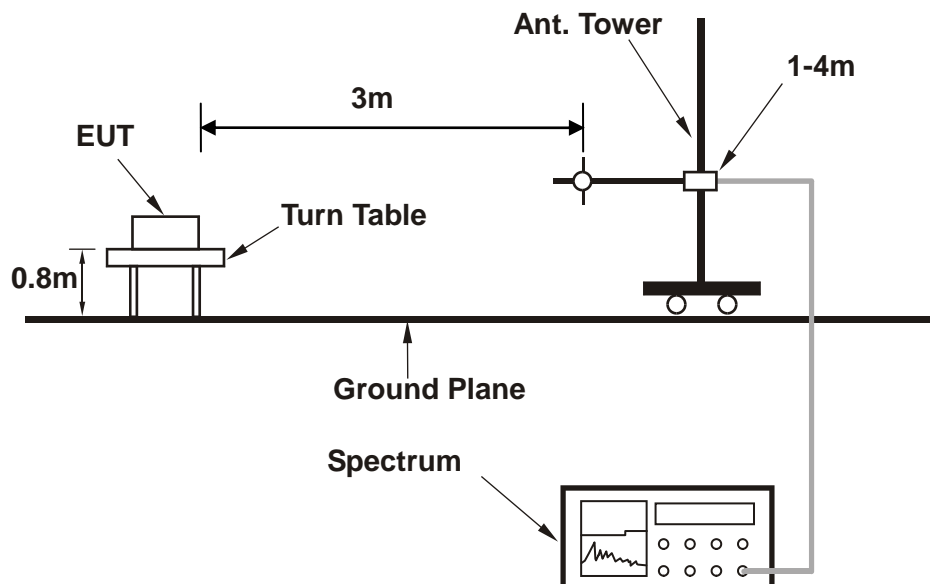 Ant. Tower
1-4m
3m
EUT
Turn Table
0.8m
Ground Plane
Spectrum